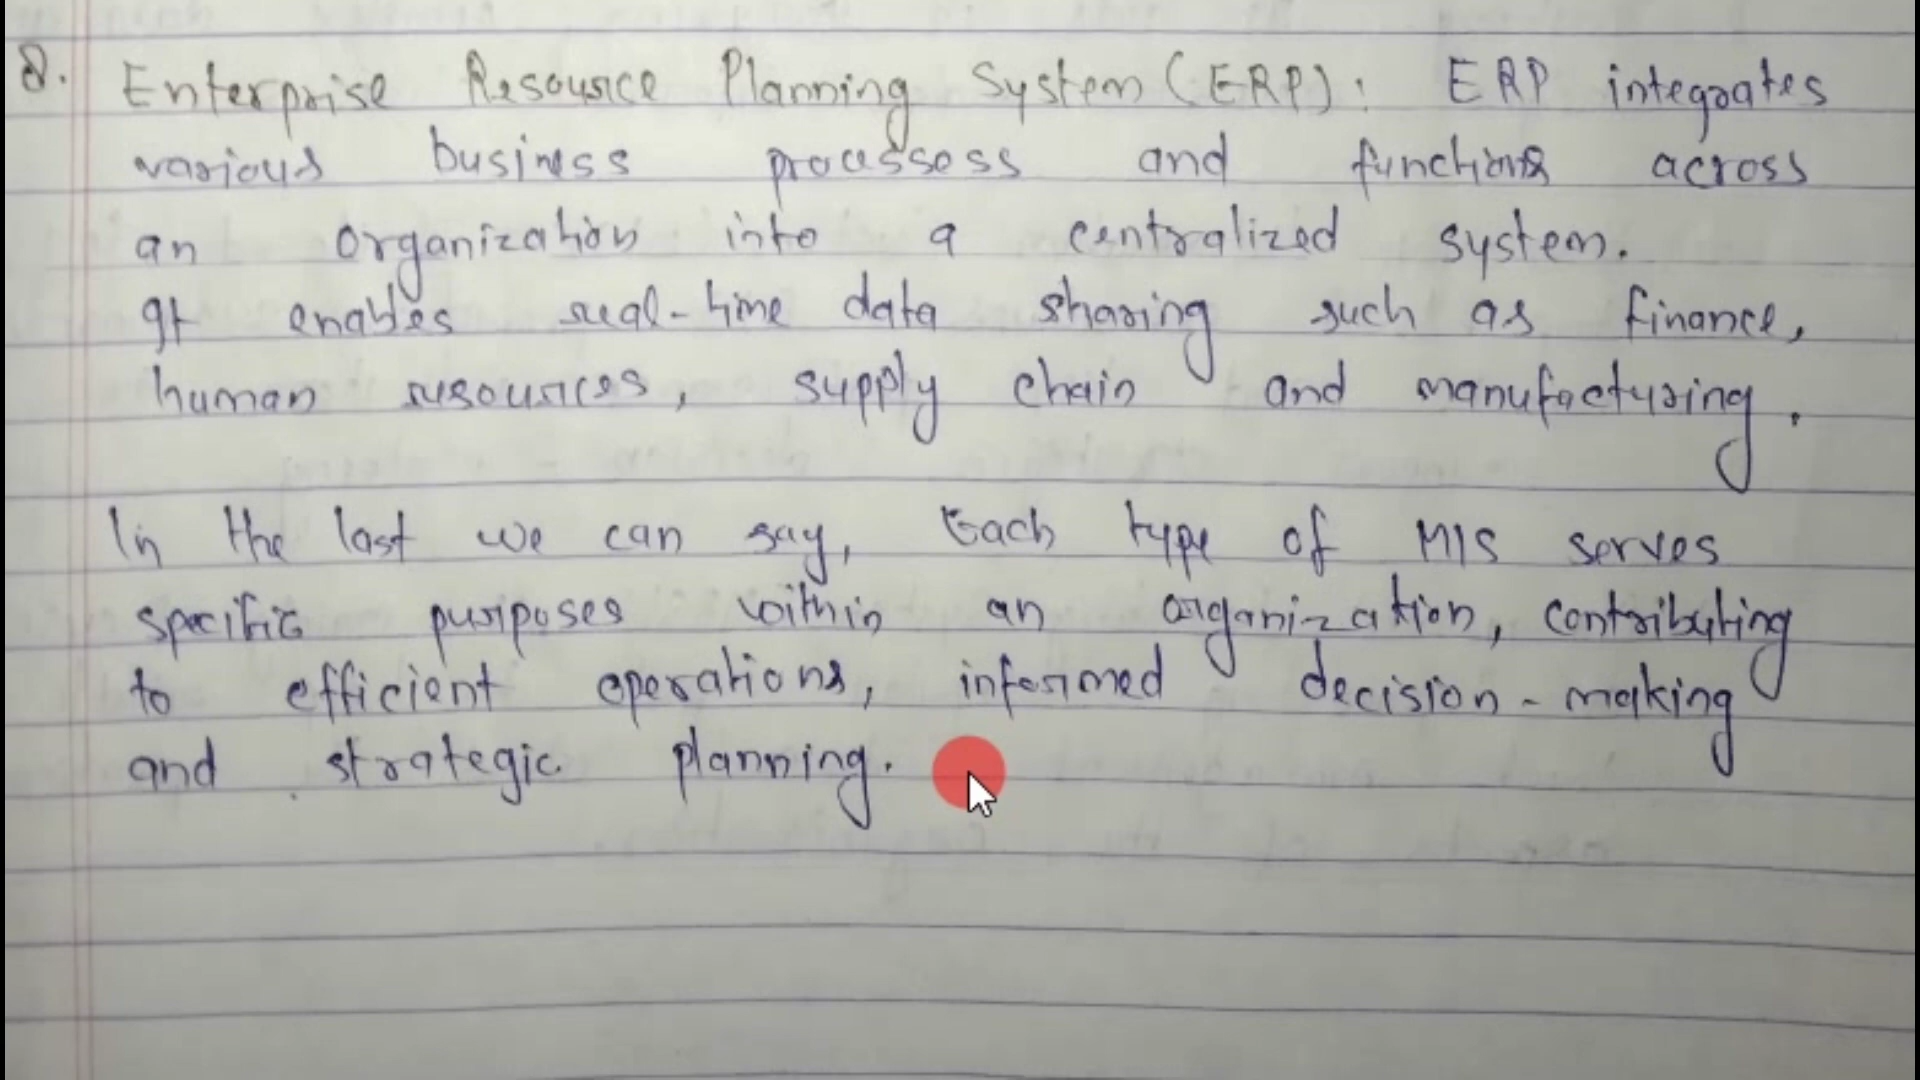 8. Enterprise Resource Planning System (ERP): ERP integrates
various business processess and functions across
an organization into a centralized system.
It enables real-time data sharing such as finance,
human resources, supply chain and manufacturing.
In the last we can say, Each type of MIS serves
specific purposes within an organization, contributing
to efficient operations, informed decision-making
and strategic planning.